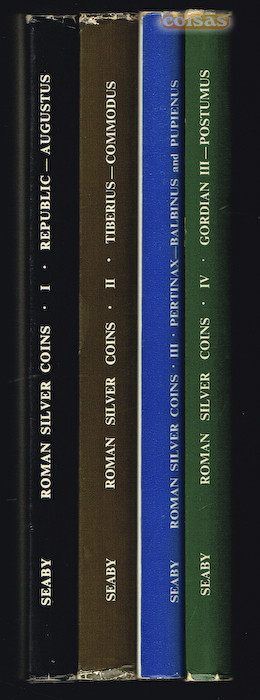 coisas
SEABY ROMAN SILVER COINS · I · REPUBLIC—AUGUSTUS
SEABY ROMAN SILVER COINS · II · TIBERIUS—COMMODUS
SEABY ROMAN SILVER COINS · III · PERTINAX—BALBINUS and PUPIENUS
SEABY ROMAN SILVER COINS · IV · GORDIAN III—POSTUMUS